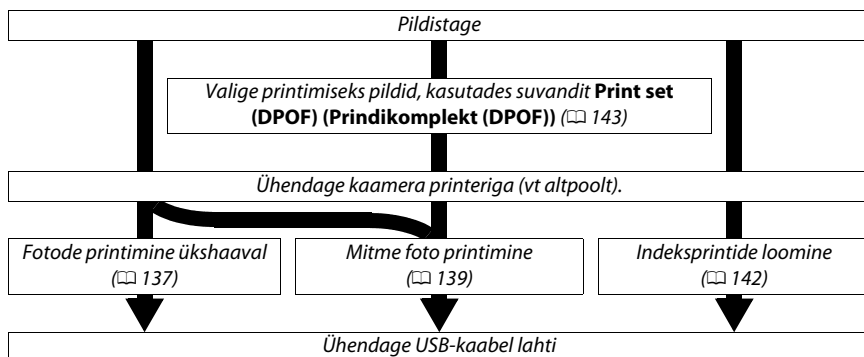 Pildistage
Valige printimiseks pildid, kasutades suvandit Print set
(DPOF) (Prindikomplekt (DPOF)) (📖 143)
Ühendage kaamera printeriga (vt altpoolt).
Fotode printimine ükshaaval
(📖 137)
Mitme foto printimine
(📖 139)
Indeksprintide loomine
(📖 142)
Ühendage USB-kaabel lahti